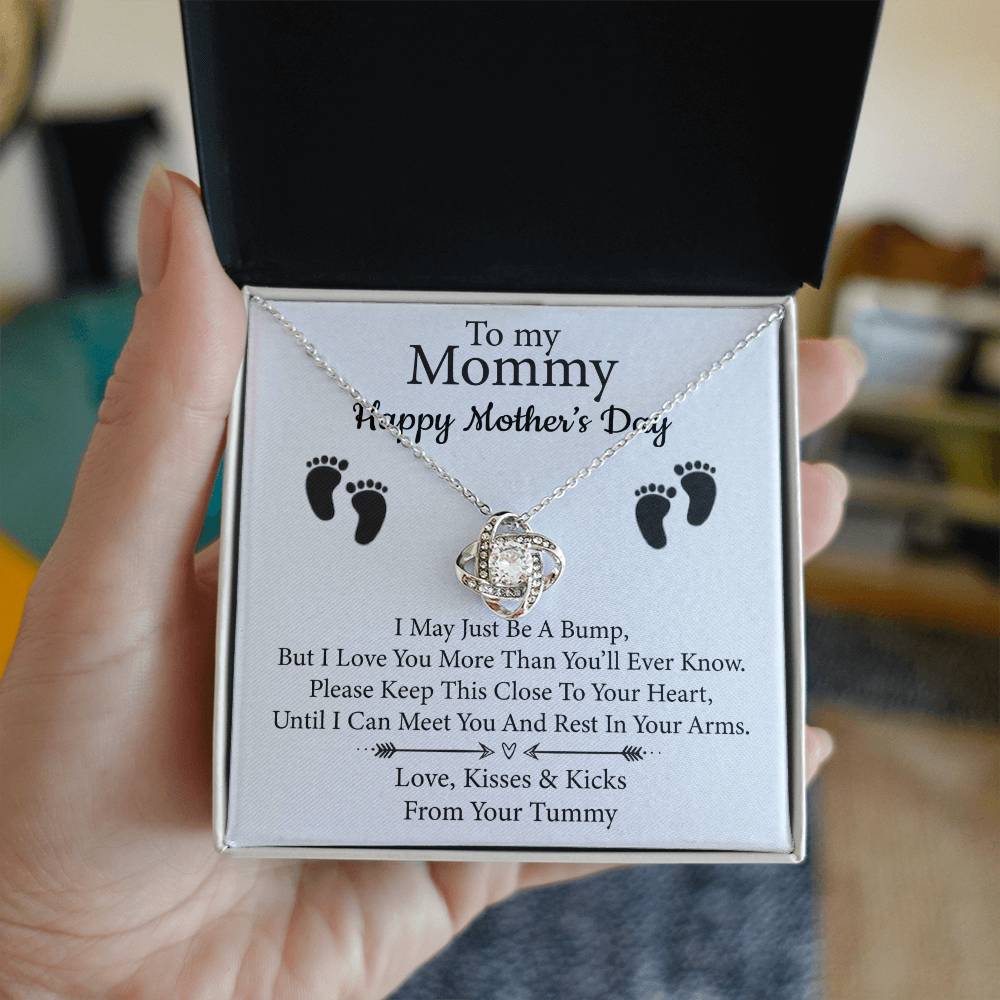 To my
Mommy
Happy Mother's Day
I May Just Be A Bump,
But I Love You More Than You'll Ever Know.
Please Keep This Close To Your Heart,
Until I Can Meet You And Rest In Your Arms.
Love, Kisses & Kicks
From Your Tummy